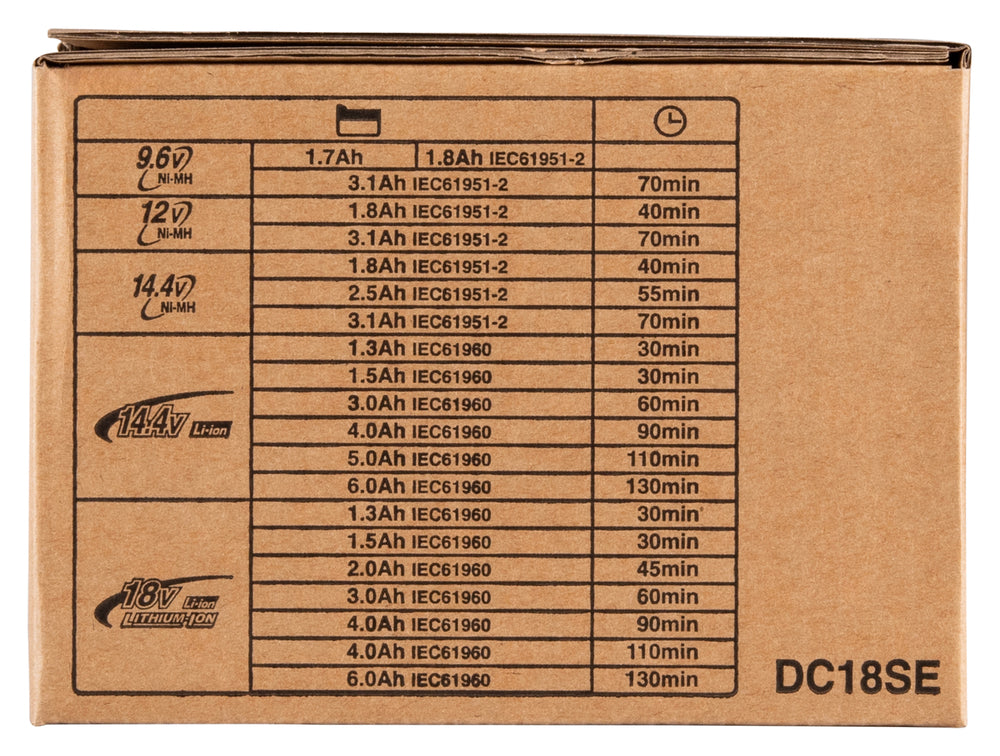 9.6v Ni-MH 1.7Ah 1.8Ah IEC61951-2
3.1Ah IEC61951-2 70min
12v Ni-MH 1.8Ah IEC61951-2 40min
3.1Ah IEC61951-2 70min
14.4v Ni-MH 1.8Ah IEC61951-2 40min
2.5Ah IEC61951-2 55min
3.1Ah IEC61951-2 70min
14.4v Li-ion 1.3Ah IEC61960 30min
1.5Ah IEC61960 30min
3.0Ah IEC61960 60min
4.0Ah IEC61960 90min
5.0Ah IEC61960 110min
6.0Ah IEC61960 130min
18v Li-ion LITHIUM-ION 1.3Ah IEC61960 30min
1.5Ah IEC61960 30min
2.0Ah IEC61960 45min
3.0Ah IEC61960 60min
4.0Ah IEC61960 90min
4.0Ah IEC61960 110min
6.0Ah IEC61960 130min
DC18SE